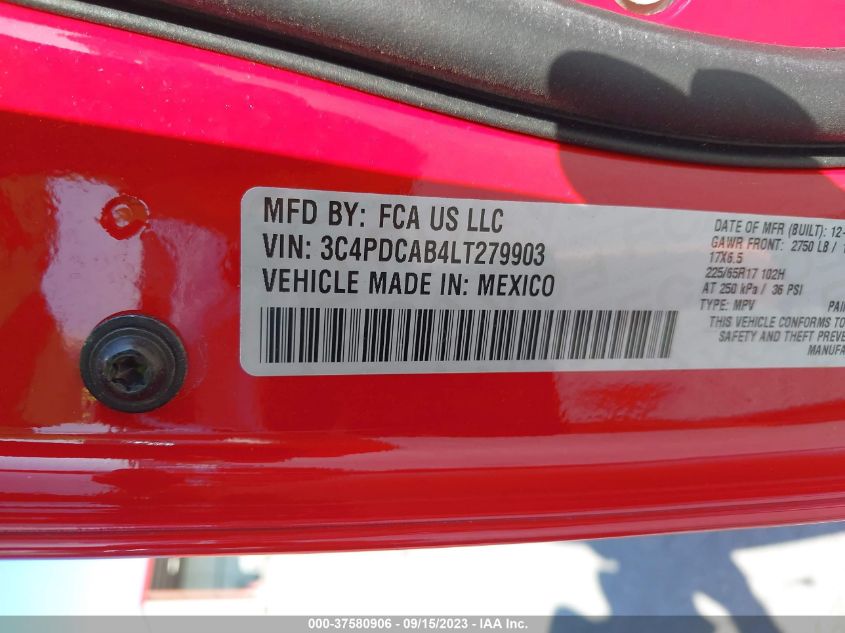 MFD BY: FCA US LLC
VIN: 3C4PDCAB4LT279903
VEHICLE MADE IN: MEXICO
DATE OF MFR (BUILT): 12-
GAWR FRONT: 2750 LB /
17X6.5
225/65R17 102H
AT 250 kPa / 36 PSI
TYPE: MPV
THIS VEHICLE CONFORMS TO
SAFETY AND THEFT PREVE
MANUFA
000-37580906 - 09/15/2023 - IAA Inc.